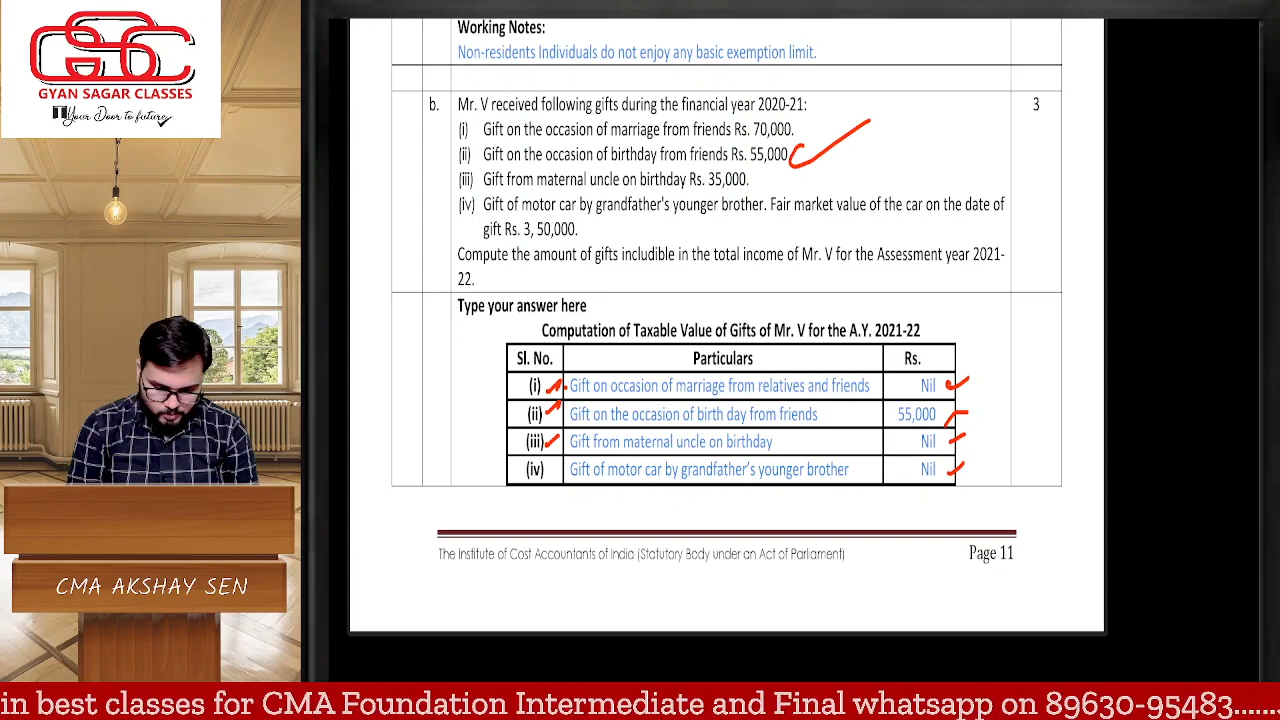 GSC
GYAN SAGAR CLASSES
Your Door to future
Working Notes:
Non-residents Individuals do not enjoy any basic exemption limit.
b. Mr. V received following gifts during the financial year 2020-21: 3
(i) Gift on the occasion of marriage from friends Rs. 70,000.
(ii) Gift on the occasion of birthday from friends Rs. 55,000
(iii) Gift from maternal uncle on birthday Rs. 35,000.
(iv) Gift of motor car by grandfather's younger brother. Fair market value of the car on the date of
gift Rs. 3, 50,000.
Compute the amount of gifts includible in the total income of Mr. V for the Assessment year 2021-
22.
Type your answer here
Computation of Taxable Value of Gifts of Mr. V for the A.Y. 2021-22
Sl. No. Particulars Rs.
(i) Gift on occasion of marriage from relatives and friends Nil
(ii) Gift on the occasion of birth day from friends 55,000
(iii) Gift from maternal uncle on birthday Nil
(iv) Gift of motor car by grandfather's younger brother Nil
The Institute of Cost Accountants of India (Statutory Body under an Act of Parliament) Page 11
CMA AKSHAY SEN
in best classes for CMA Foundation Intermediate and Final whatsapp on 89630-95483......